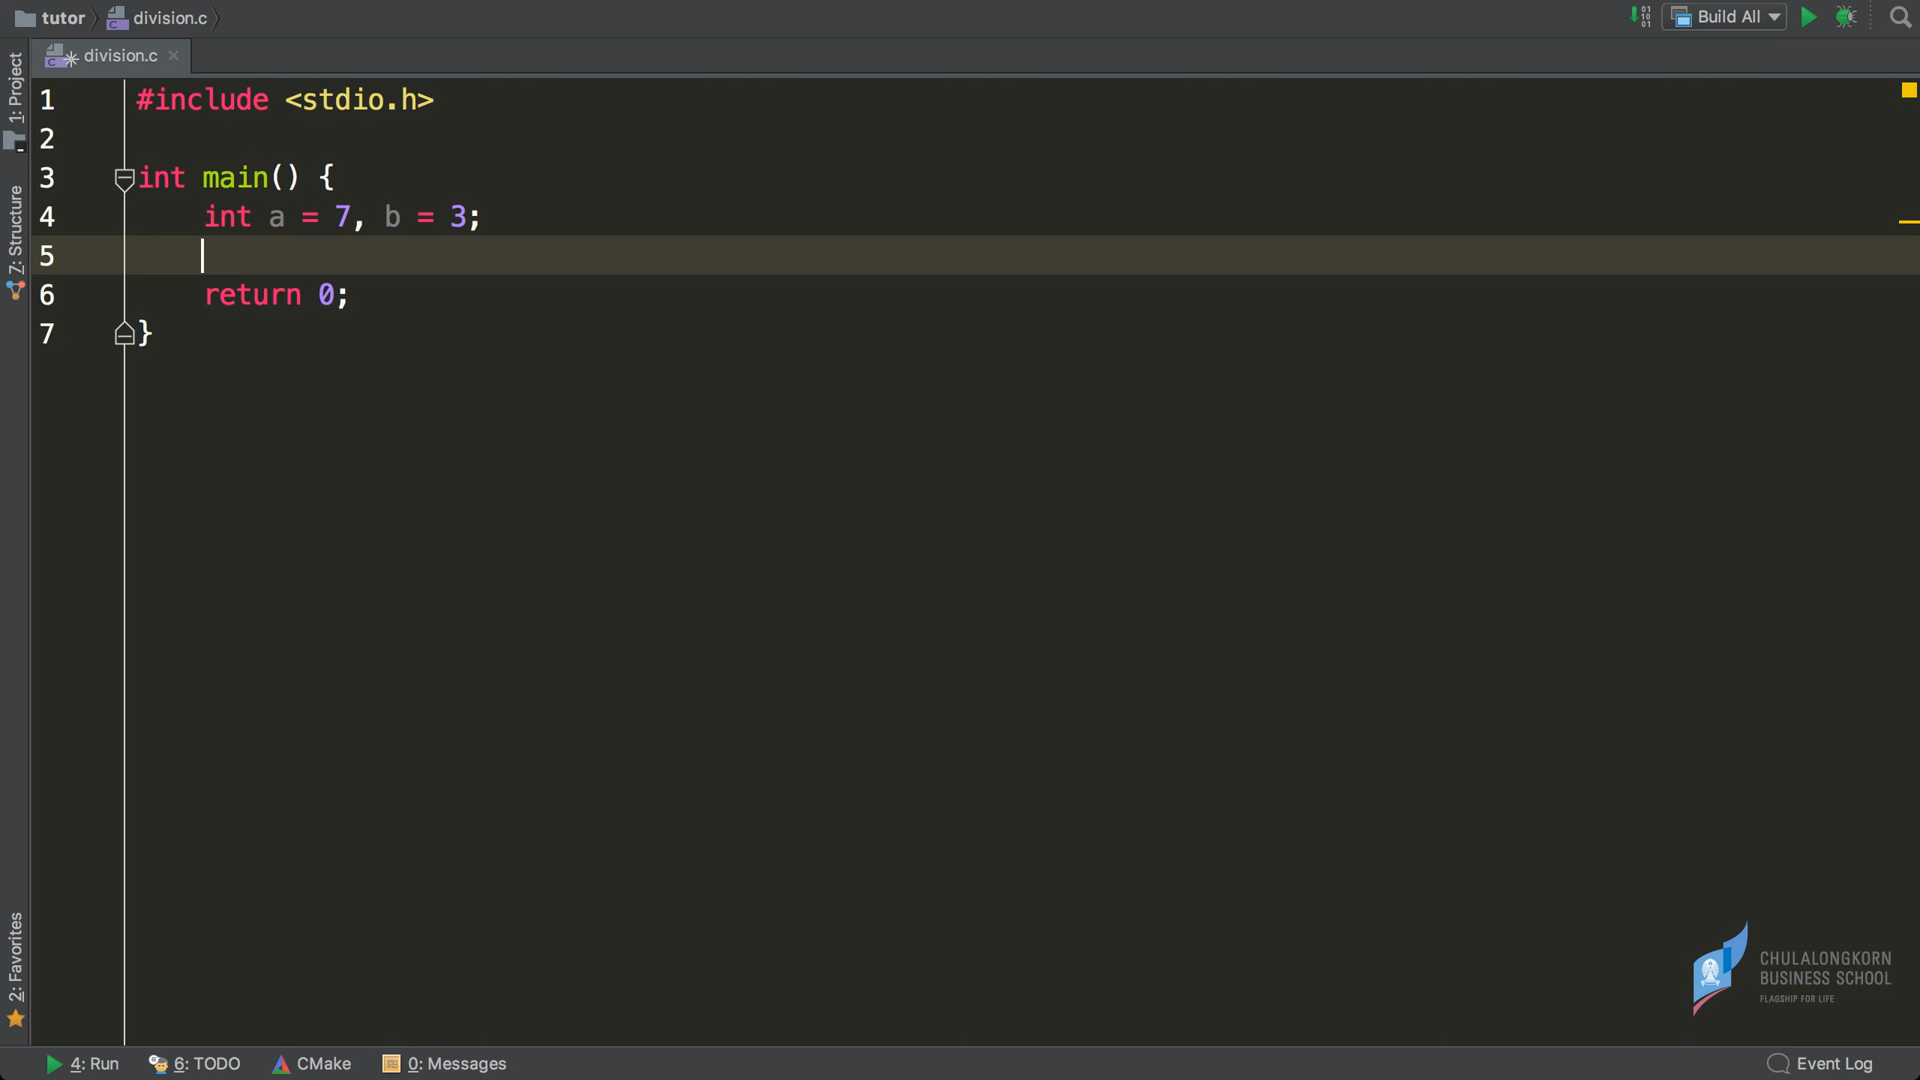 tutor division.c
Build All
division.c
1 #include <stdio.h>
2
3 int main() {
4 int a = 7, b = 3;
5
6 return 0;
7 }
1: Project
7: Structure
2: Favorites
CHULALONGKORN
BUSINESS SCHOOL
FLAGSHIP FOR LIFE
4: Run 6: TODO CMake 0: Messages Event Log